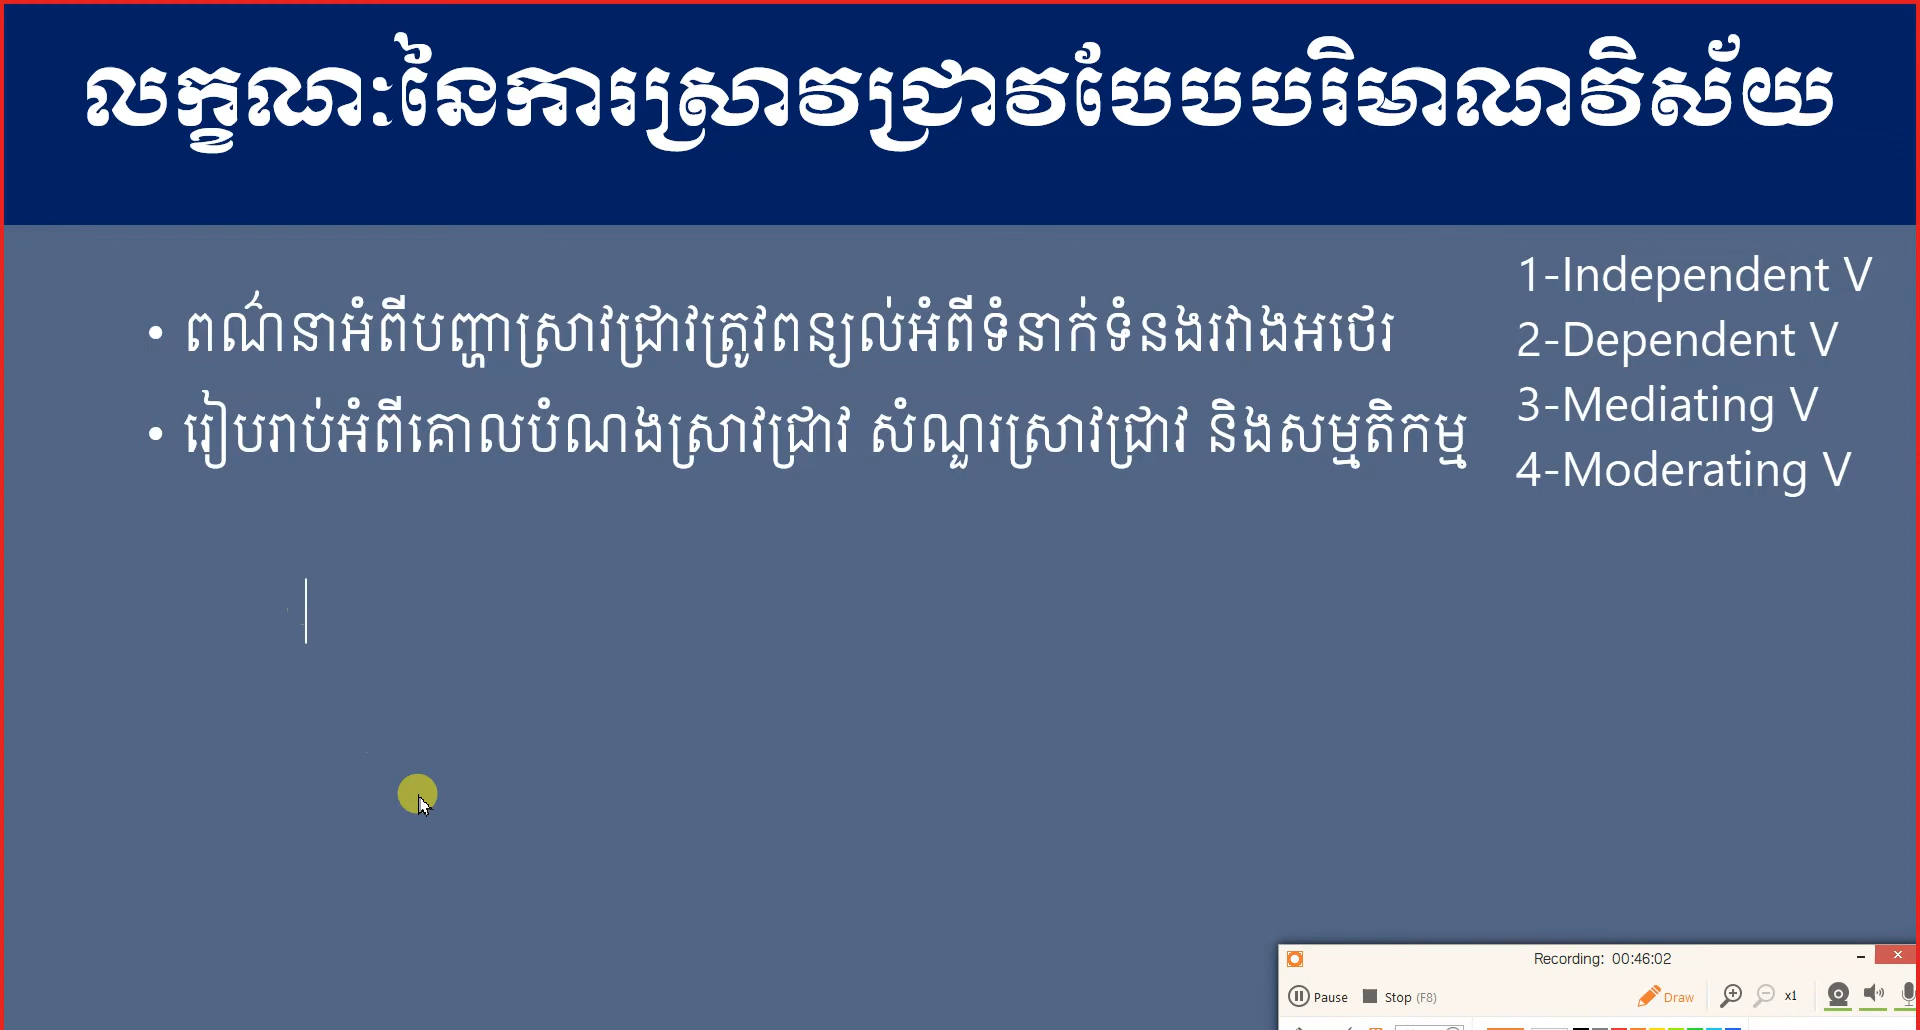 លក្ខណៈនៃការស្រាវជ្រាវបែបបរិមាណវិស័យ
• ពណ៌នាអំពីបញ្ហាស្រាវជ្រាវត្រូវពន្យល់អំពីទំនាក់ទំនងរវាងអថេរ
• រៀបរាប់អំពីគោលបំណងស្រាវជ្រាវ សំណួរស្រាវជ្រាវ និងសម្មតិកម្ម
1-Independent V
2-Dependent V
3-Mediating V
4-Moderating V
Recording: 00:46:02
Pause Stop (F8) Draw x1